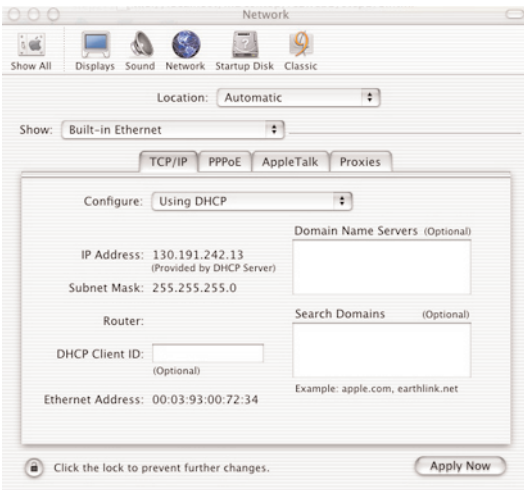 Network
Show All Displays Sound Network Startup Disk Classic
Location: Automatic
Show: Built-in Ethernet
TCP/IP PPPoE AppleTalk Proxies
Configure: Using DHCP
Domain Name Servers (Optional)
IP Address: 130.191.242.13
(Provided by DHCP Server)
Subnet Mask: 255.255.255.0
Search Domains (Optional)
Router:
DHCP Client ID:
(Optional)
Example: apple.com, earthlink.net
Ethernet Address: 00:03:93:00:72:34
Click the lock to prevent further changes.
Apply Now